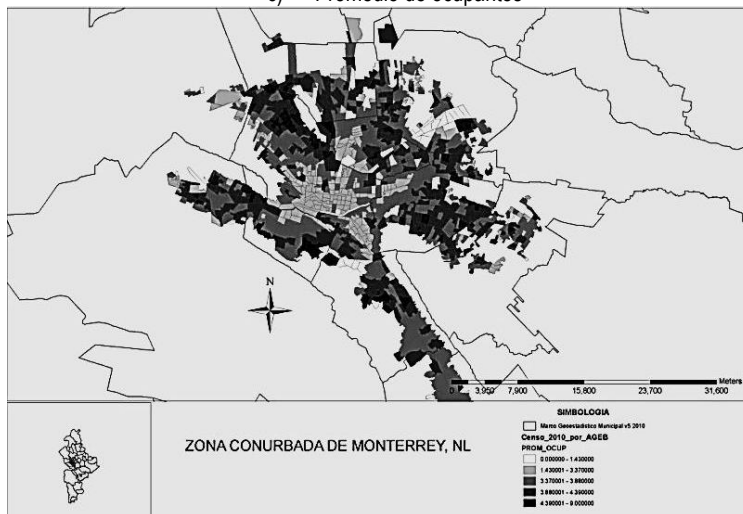 c) Promedio de ocupantes
N
Meters
0 3,950 7,900 15,800 23,700 31,600
SIMBOLOGIA
Marco Geoestadistico Municipal v5 2010
Censo_2010_por_AGEB
PROM_OCUP
0.000000 - 1.430000
1.430001 - 3.370000
3.370001 - 3.880000
3.880001 - 4.390000
4.390001 - 9.000000
ZONA CONURBADA DE MONTERREY, NL